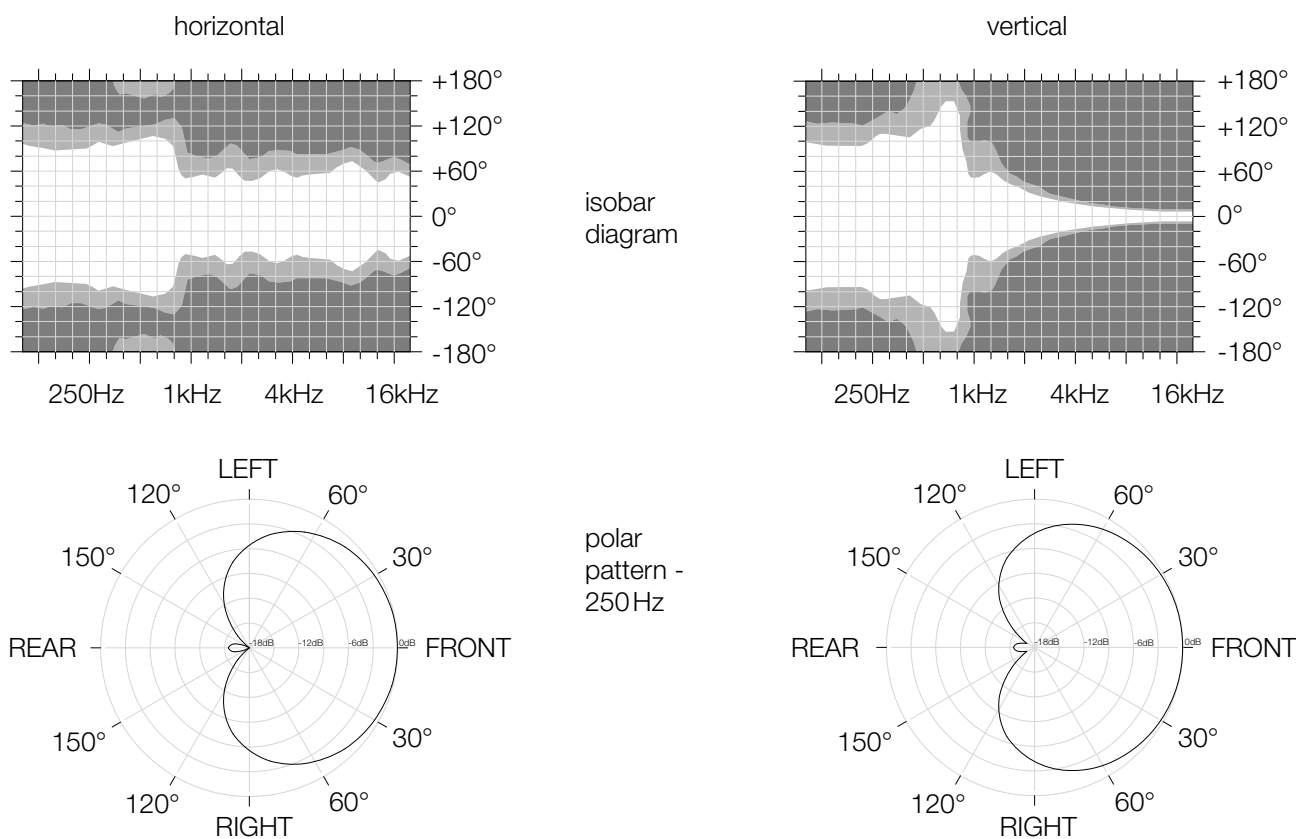 horizontal
vertical
+180°
+120°
+60°
0°
-60°
-120°
-180°
250Hz 1kHz 4kHz 16kHz
isobar
diagram
+180°
+120°
+60°
0°
-60°
-120°
-180°
250Hz 1kHz 4kHz 16kHz
LEFT
120° 60°
150° 30°
REAR -18dB -12dB -6dB 0dB FRONT
150° 30°
120° 60°
RIGHT
polar
pattern -
250 Hz
LEFT
120° 60°
150° 30°
REAR -18dB -12dB -6dB 0dB FRONT
150° 30°
120° 60°
RIGHT